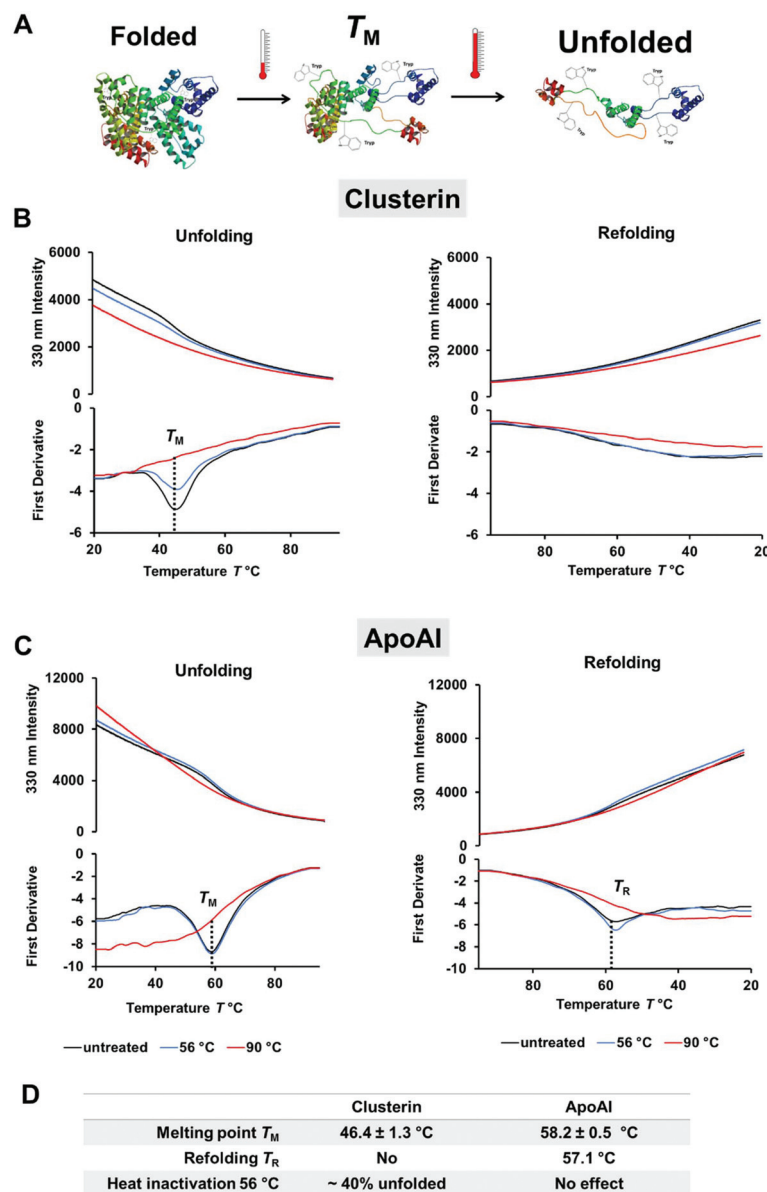 A
Folded
T_M
Unfolded
Tryp
Tryp
Tryp
Tryp
Tryp
Tryp
Clusterin
B
Unfolding
Refolding
330 nm Intensity
6000
4000
2000
0
330 nm Intensity
6000
4000
2000
0
First Derivative
0
-2
-4
-6
T_M
20 40 60 80
Temperature T °C
First Derivate
0
-2
-4
-6
80 60 40 20
Temperature T °C
ApoAI
C
Unfolding
Refolding
330 nm Intensity
12000
8000
4000
0
330 nm Intensity
12000
8000
4000
0
First Derivative
0
-2
-4
-6
-8
-10
T_M
20 40 60 80
Temperature T °C
First Derivate
0
-2
-4
-6
-8
-10
T_R
80 60 40 20
Temperature T °C
untreated 56 °C 90 °C
untreated 56 °C 90 °C
D
Clusterin ApoAI
Melting point T_M 46.4 ± 1.3 °C 58.2 ± 0.5 °C
Refolding T_R No 57.1 °C
Heat inactivation 56 °C ~ 40% unfolded No effect